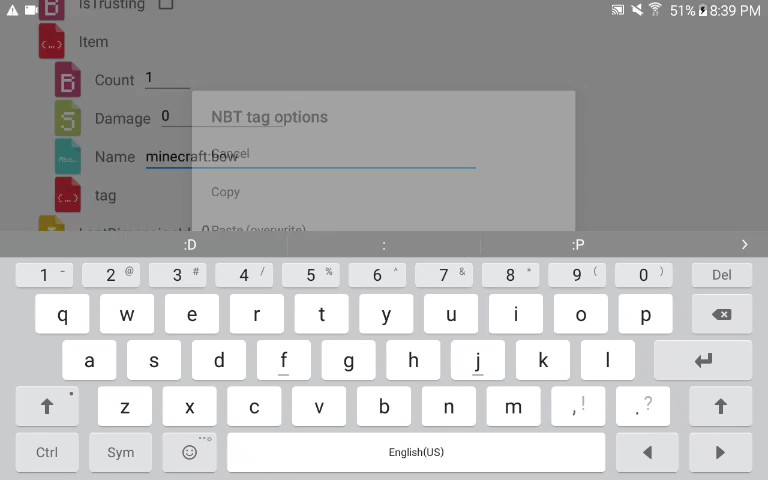 IsTrusting
51% 8:39 PM
Item
Count 1
Damage 0
NBT tag options
Name minecraft:bow
Cancel
tag
Copy
0
Paste (overwrite)
:D : :P >
1 - 2 @ 3 # 4 / 5 % 6 ^ 7 & 8 * 9 ( 0 ) Del
q w e r t y u i o p
a s d f g h j k l
z x c v b n m , ! . ?
Ctrl Sym English(US)